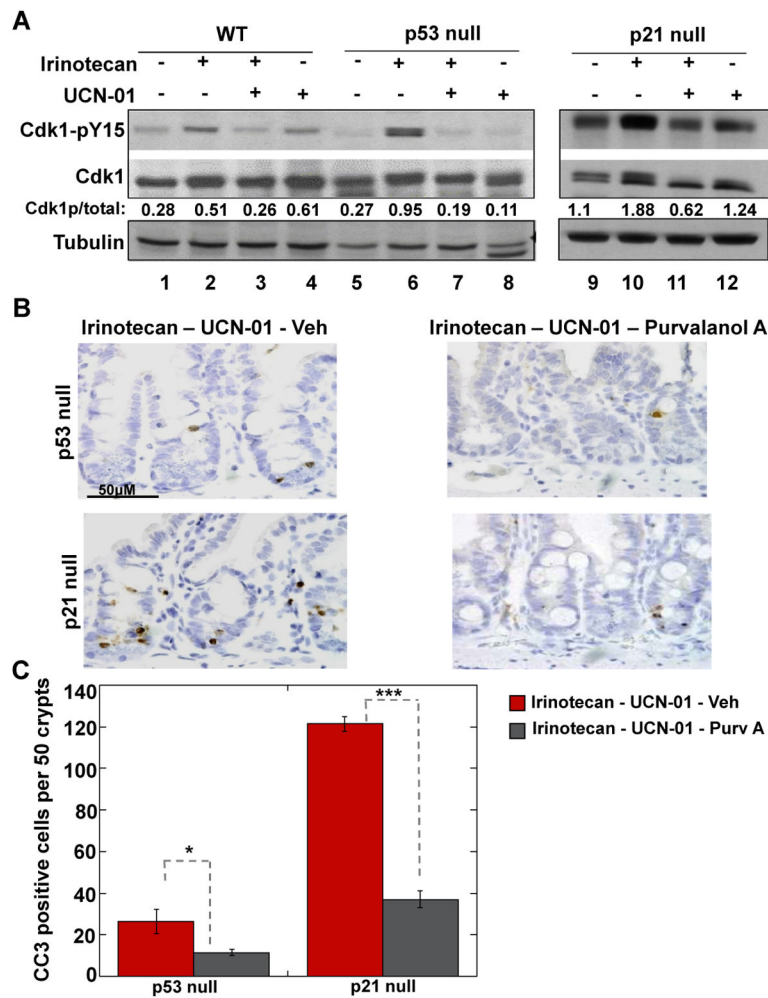 A
WT p53 null p21 null
Irinotecan - + + - - + + - - + + -
UCN-01 - - + + - - + + - - + +
Cdk1-pY15
Cdk1
Cdk1p/total: 0.28 0.51 0.26 0.61 0.27 0.95 0.19 0.11 1.1 1.88 0.62 1.24
Tubulin
1 2 3 4 5 6 7 8 9 10 11 12
B
Irinotecan – UCN-01 - Veh Irinotecan – UCN-01 – Purvalanol A
p53 null
50µM
p21 null
C
CC3 positive cells per 50 crypts
140
120
100
80
60
40
20
0
*
***
p53 null p21 null
Irinotecan - UCN-01 - Veh
Irinotecan - UCN-01 - Purv A